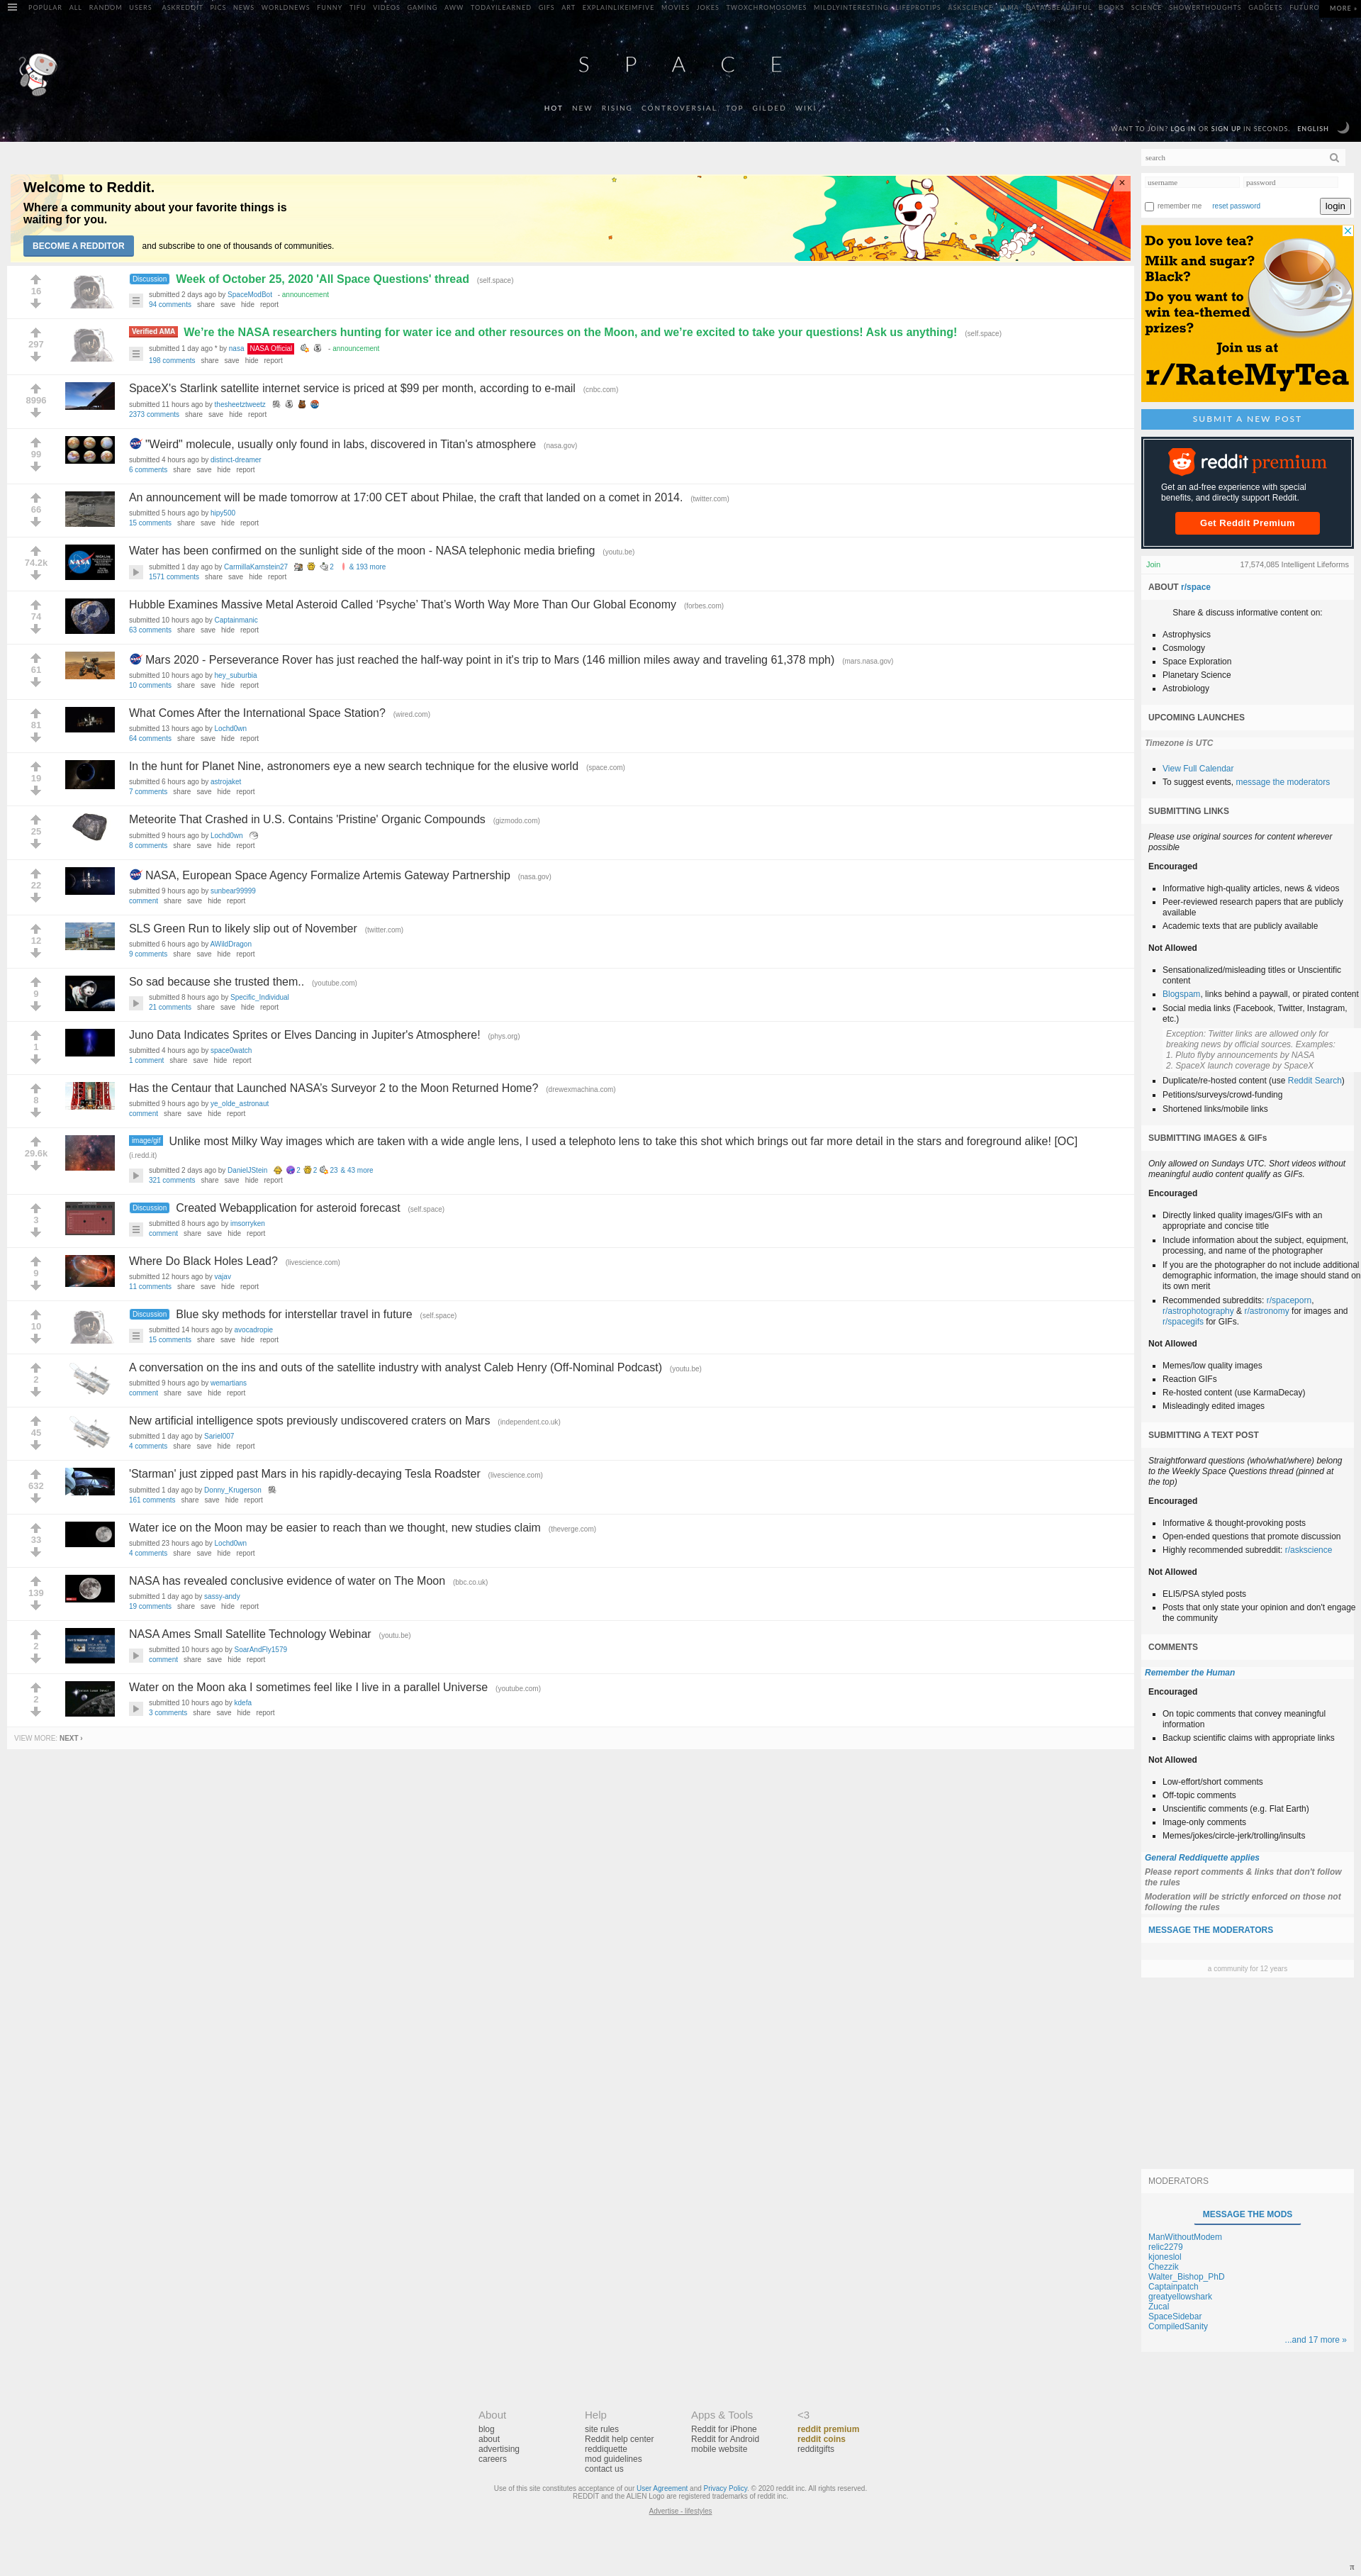 POPULAR ALL RANDOM USERS ASKREDDIT PICS NEWS WORLDNEWS FUNNY TIFU VIDEOS GAMING AWW TODAYILEARNED GIFS ART EXPLAINLIKEIMFIVE MOVIES JOKES TWOXCHROMOSOMES MILDLYINTERESTING LIFEPROTIPS ASKSCIENCE IAMA DATAISBEAUTIFUL BOOKS SCIENCE SHOWERTHOUGHTS GADGETS FUTURO MORE »
SPACE
HOT NEW RISING CONTROVERSIAL TOP GILDED WIKI
WANT TO JOIN? LOG IN OR SIGN UP IN SECONDS. ENGLISH
Welcome to Reddit.
Where a community about your favorite things is
waiting for you.
BECOME A REDDITOR and subscribe to one of thousands of communities.
16
Discussion Week of October 25, 2020 'All Space Questions' thread (self.space)
submitted 2 days ago by SpaceModBot - announcement
94 comments share save hide report
297
Verified AMA We're the NASA researchers hunting for water ice and other resources on the Moon, and we're excited to take your questions! Ask us anything! (self.space)
submitted 1 day ago * by nasa NASA Official - announcement
198 comments share save hide report
8996
SpaceX's Starlink satellite internet service is priced at $99 per month, according to e-mail (cnbc.com)
submitted 11 hours ago by thesheetztweetz
2373 comments share save hide report
99
"Weird" molecule, usually only found in labs, discovered in Titan's atmosphere (nasa.gov)
submitted 4 hours ago by distinct-dreamer
6 comments share save hide report
66
An announcement will be made tomorrow at 17:00 CET about Philae, the craft that landed on a comet in 2014. (twitter.com)
submitted 5 hours ago by hipy500
15 comments share save hide report
74.2k
NASA
Water has been confirmed on the sunlight side of the moon - NASA telephonic media briefing (youtu.be)
submitted 1 day ago by CarmillaKarnstein27 2 & 193 more
1571 comments share save hide report
74
Hubble Examines Massive Metal Asteroid Called 'Psyche' That's Worth Way More Than Our Global Economy (forbes.com)
submitted 10 hours ago by Captainmanic
63 comments share save hide report
61
Mars 2020 - Perseverance Rover has just reached the half-way point in it's trip to Mars (146 million miles away and traveling 61,378 mph) (mars.nasa.gov)
submitted 10 hours ago by hey_suburbia
10 comments share save hide report
81
What Comes After the International Space Station? (wired.com)
submitted 13 hours ago by Lochd0wn
64 comments share save hide report
19
In the hunt for Planet Nine, astronomers eye a new search technique for the elusive world (space.com)
submitted 6 hours ago by astrojaket
7 comments share save hide report
25
Meteorite That Crashed in U.S. Contains 'Pristine' Organic Compounds (gizmodo.com)
submitted 9 hours ago by Lochd0wn
8 comments share save hide report
22
NASA, European Space Agency Formalize Artemis Gateway Partnership (nasa.gov)
submitted 9 hours ago by sunbear99999
comment share save hide report
12
SLS Green Run to likely slip out of November (twitter.com)
submitted 6 hours ago by AWildDragon
9 comments share save hide report
9
So sad because she trusted them.. (youtube.com)
submitted 8 hours ago by Specific_Individual
21 comments share save hide report
1
Juno Data Indicates Sprites or Elves Dancing in Jupiter's Atmosphere! (phys.org)
submitted 4 hours ago by space0watch
1 comment share save hide report
8
Has the Centaur that Launched NASA's Surveyor 2 to the Moon Returned Home? (drewexmachina.com)
submitted 9 hours ago by ye_olde_astronaut
comment share save hide report
29.6k
image/gif Unlike most Milky Way images which are taken with a wide angle lens, I used a telephoto lens to take this shot which brings out far more detail in the stars and foreground alike! [OC]
(i.redd.it)
submitted 2 days ago by DanielJStein 2 2 23 & 43 more
321 comments share save hide report
3
Discussion Created Webapplication for asteroid forecast (self.space)
submitted 8 hours ago by imsorryken
comment share save hide report
9
Where Do Black Holes Lead? (livescience.com)
submitted 12 hours ago by vajav
11 comments share save hide report
10
Discussion Blue sky methods for interstellar travel in future (self.space)
submitted 14 hours ago by avocadropie
15 comments share save hide report
2
A conversation on the ins and outs of the satellite industry with analyst Caleb Henry (Off-Nominal Podcast) (youtu.be)
submitted 9 hours ago by wemartians
comment share save hide report
45
New artificial intelligence spots previously undiscovered craters on Mars (independent.co.uk)
submitted 1 day ago by Sariel007
4 comments share save hide report
632
'Starman' just zipped past Mars in his rapidly-decaying Tesla Roadster (livescience.com)
submitted 1 day ago by Donny_Krugerson
161 comments share save hide report
33
Water ice on the Moon may be easier to reach than we thought, new studies claim (theverge.com)
submitted 23 hours ago by Lochd0wn
4 comments share save hide report
139
NASA has revealed conclusive evidence of water on The Moon (bbc.co.uk)
submitted 1 day ago by sassy-andy
19 comments share save hide report
2
NASA Ames Small Satellite Technology Webinar (youtu.be)
submitted 10 hours ago by SoarAndFly1579
comment share save hide report
2
Water on the Moon aka I sometimes feel like I live in a parallel Universe (youtube.com)
submitted 10 hours ago by kdefa
3 comments share save hide report
VIEW MORE: NEXT ›
search
username password
remember me reset password login
Do you love tea?
Milk and sugar?
Black?
Do you want to
win tea-themed
prizes?
Join us at
r/RateMyTea
SUBMIT A NEW POST
reddit premium
Get an ad-free experience with special
benefits, and directly support Reddit.
Get Reddit Premium
Join 17,574,085 Intelligent Lifeforms
ABOUT r/space
Share & discuss informative content on:
Astrophysics
Cosmology
Space Exploration
Planetary Science
Astrobiology
UPCOMING LAUNCHES
Timezone is UTC
View Full Calendar
To suggest events, message the moderators
SUBMITTING LINKS
Please use original sources for content wherever
possible
Encouraged
Informative high-quality articles, news & videos
Peer-reviewed research papers that are publicly
available
Academic texts that are publicly available
Not Allowed
Sensationalized/misleading titles or Unscientific
content
Blogspam, links behind a paywall, or pirated content
Social media links (Facebook, Twitter, Instagram,
etc.)
Exception: Twitter links are allowed only for
breaking news by official sources. Examples:
1. Pluto flyby announcements by NASA
2. SpaceX launch coverage by SpaceX
Duplicate/re-hosted content (use Reddit Search)
Petitions/surveys/crowd-funding
Shortened links/mobile links
SUBMITTING IMAGES & GIFs
Only allowed on Sundays UTC. Short videos without
meaningful audio content qualify as GIFs.
Encouraged
Directly linked quality images/GIFs with an
appropriate and concise title
Include information about the subject, equipment,
processing, and name of the photographer
If you are the photographer do not include additional
demographic information, the image should stand on
its own merit
Recommended subreddits: r/spaceporn,
r/astrophotography & r/astronomy for images and
r/spacegifs for GIFs.
Not Allowed
Memes/low quality images
Reaction GIFs
Re-hosted content (use KarmaDecay)
Misleadingly edited images
SUBMITTING A TEXT POST
Straightforward questions (who/what/where) belong
to the Weekly Space Questions thread (pinned at
the top)
Encouraged
Informative & thought-provoking posts
Open-ended questions that promote discussion
Highly recommended subreddit: r/askscience
Not Allowed
ELI5/PSA styled posts
Posts that only state your opinion and don't engage
the community
COMMENTS
Remember the Human
Encouraged
On topic comments that convey meaningful
information
Backup scientific claims with appropriate links
Not Allowed
Low-effort/short comments
Off-topic comments
Unscientific comments (e.g. Flat Earth)
Image-only comments
Memes/jokes/circle-jerk/trolling/insults
General Reddiquette applies
Please report comments & links that don't follow
the rules
Moderation will be strictly enforced on those not
following the rules
MESSAGE THE MODERATORS
a community for 12 years
MODERATORS
MESSAGE THE MODS
ManWithoutModem
relic2279
kjoneslol
Chezzik
Walter_Bishop_PhD
Captainpatch
greatyellowshark
Zucal
SpaceSidebar
CompiledSanity
...and 17 more »
About Help Apps & Tools <3
blog site rules Reddit for iPhone reddit premium
about Reddit help center Reddit for Android reddit coins
advertising reddiquette mobile website redditgifts
careers mod guidelines
contact us
Use of this site constitutes acceptance of our User Agreement and Privacy Policy. © 2020 reddit inc. All rights reserved.
REDDIT and the ALIEN Logo are registered trademarks of reddit inc.
Advertise - lifestyles
π